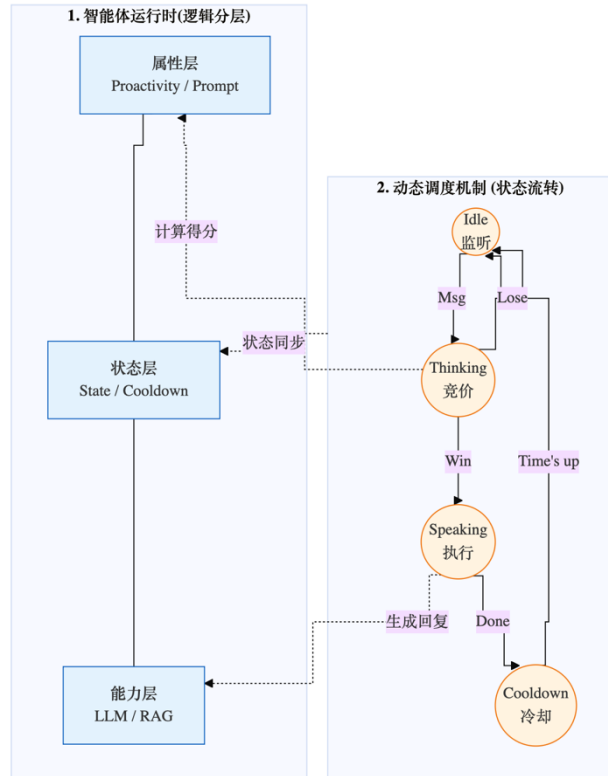 1. 智能体运行时(逻辑分层)
属性层
Proactivity / Prompt
计算得分
状态同步
状态层
State / Cooldown
能力层
LLM / RAG
2. 动态调度机制 (状态流转)
Idle
监听
Msg
Lose
Thinking
竞价
Win
Time's up
Speaking
执行
生成回复
Done
Cooldown
冷却